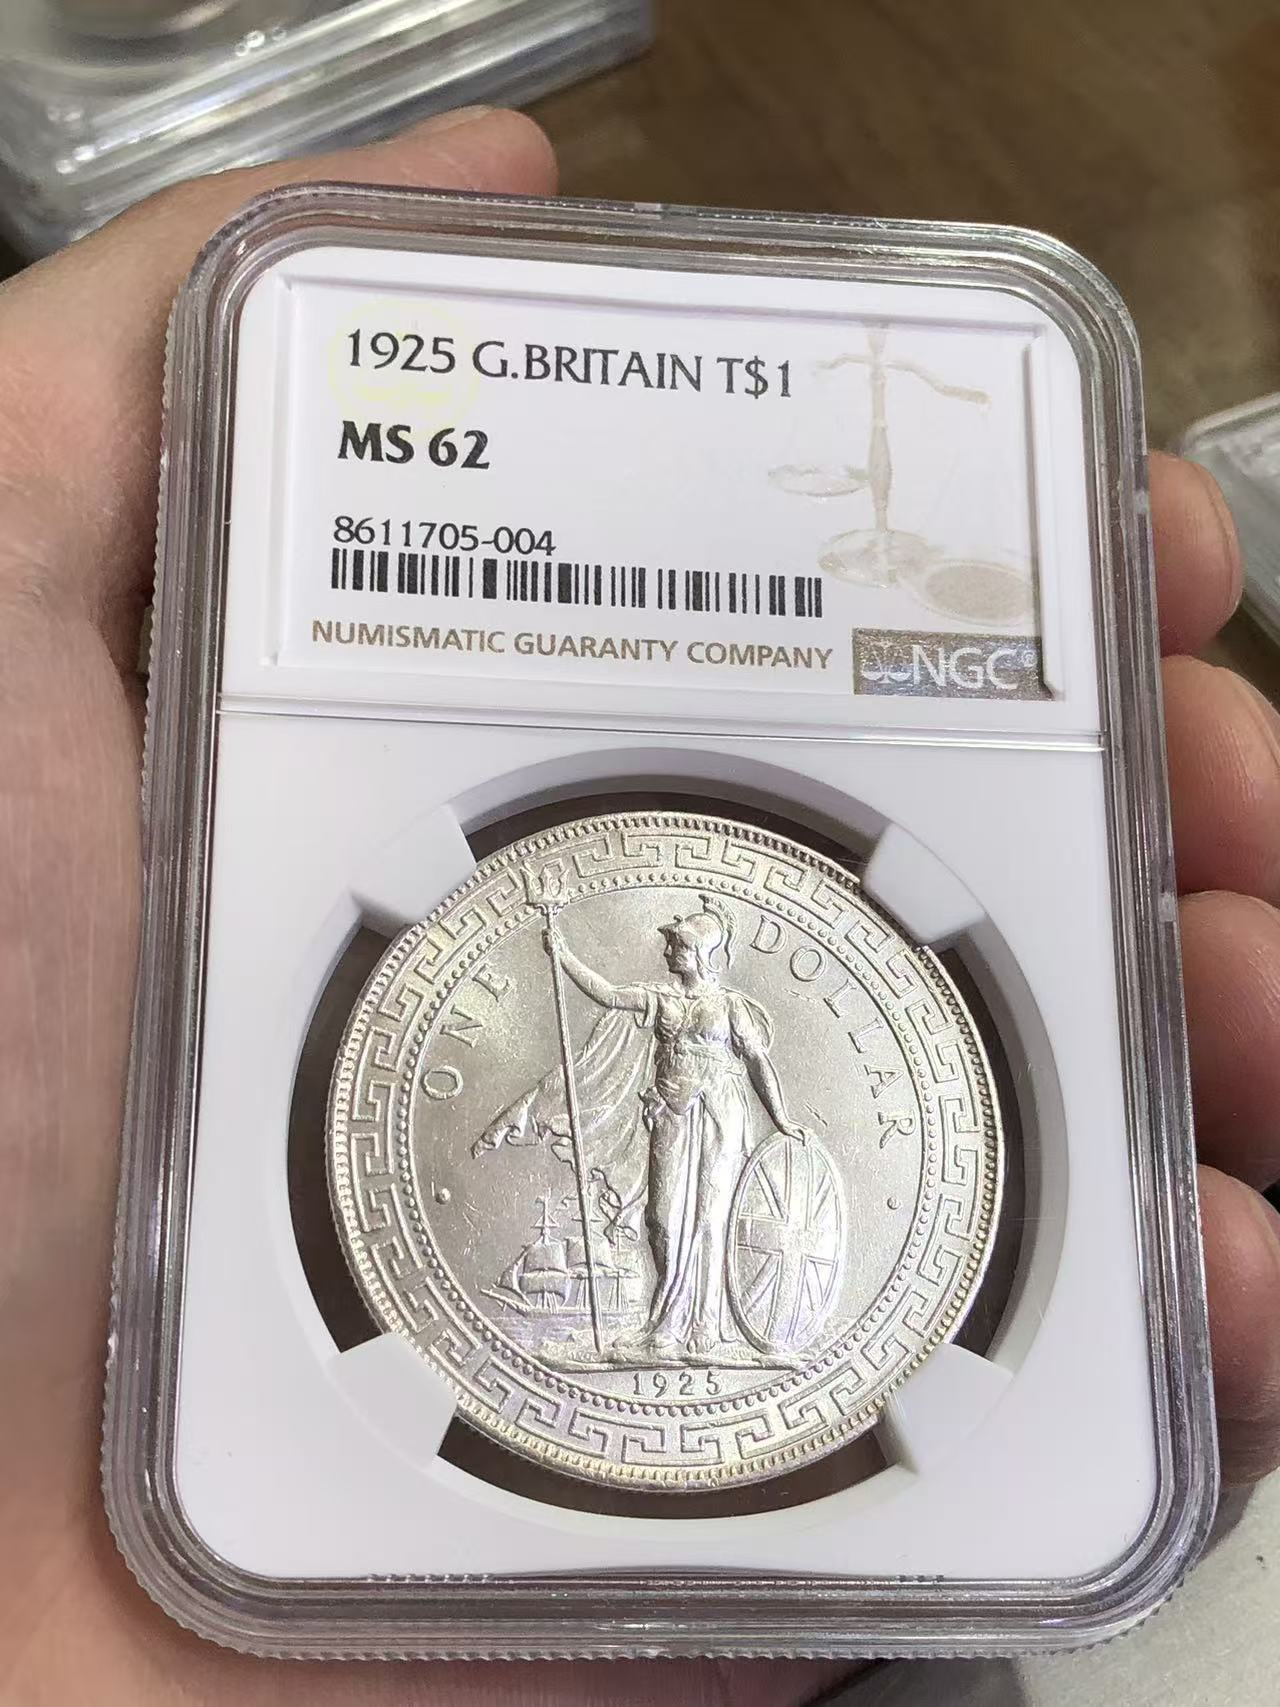 1925 G.BRITAIN T$1
MS 62
8611705-004
NUMISMATIC GUARANTY COMPANY
NGC®
ONE DOLLAR
1925